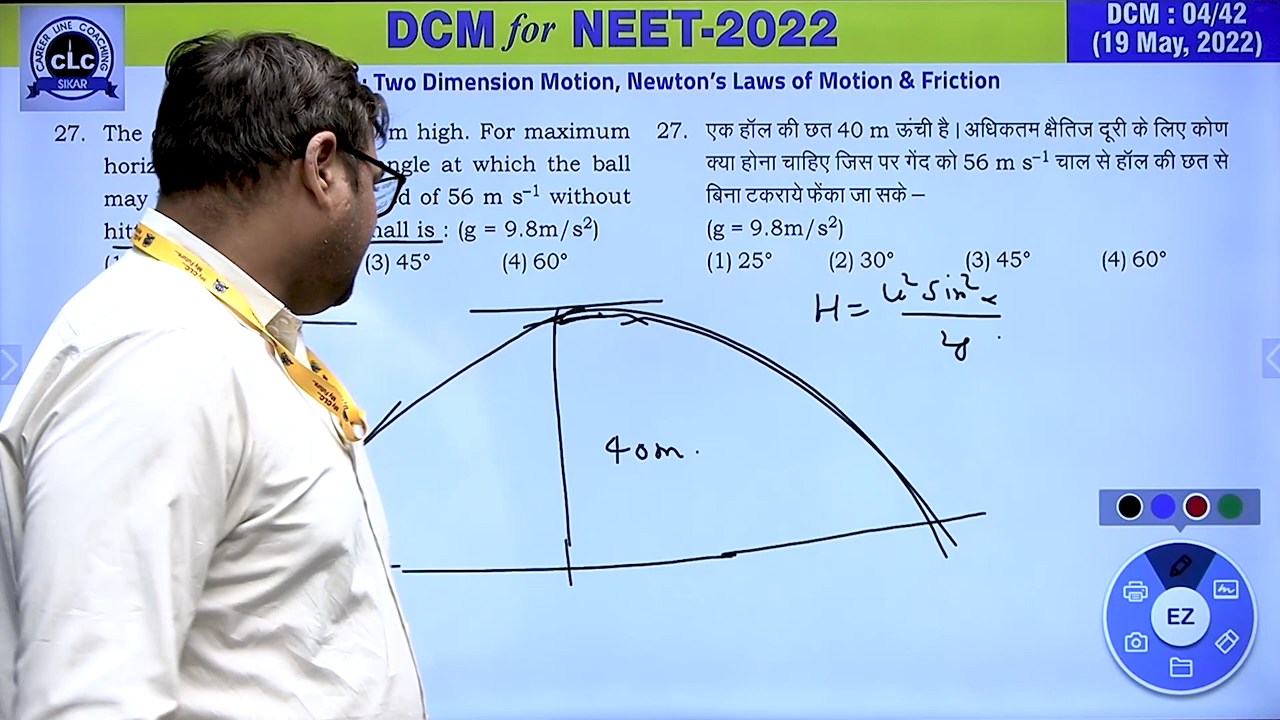 DCM for NEET-2022
DCM : 04/42
(19 May, 2022)
CAREER LINE COACHING
CLC
SIKAR
: Two Dimension Motion, Newton's Laws of Motion & Friction
27. The m high. For maximum
horiz ngle at which the ball
may d of 56 m s⁻¹ without
hit hall is : (g = 9.8m/s²)
(1) (3) 45° (4) 60°
27. एक हॉल की छत 40 m ऊंची है। अधिकतम क्षैतिज दूरी के लिए कोण
क्या होना चाहिए जिस पर गेंद को 56 m s⁻¹ चाल से हॉल की छत से
बिना टकराये फेंका जा सके –
(g = 9.8m/s²)
(1) 25° (2) 30° (3) 45° (4) 60°
H = u² sin² α / 2g
40m.
EZ